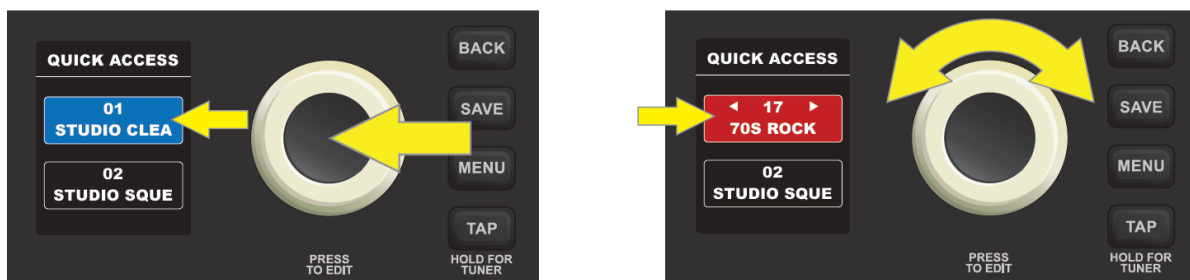 QUICK ACCESS
01
STUDIO CLEA
02
STUDIO SQUE
PRESS
TO EDIT
BACK
SAVE
MENU
TAP
HOLD FOR
TUNER
QUICK ACCESS
◄ 17 ►
70S ROCK
02
STUDIO SQUE
PRESS
TO EDIT
BACK
SAVE
MENU
TAP
HOLD FOR
TUNER